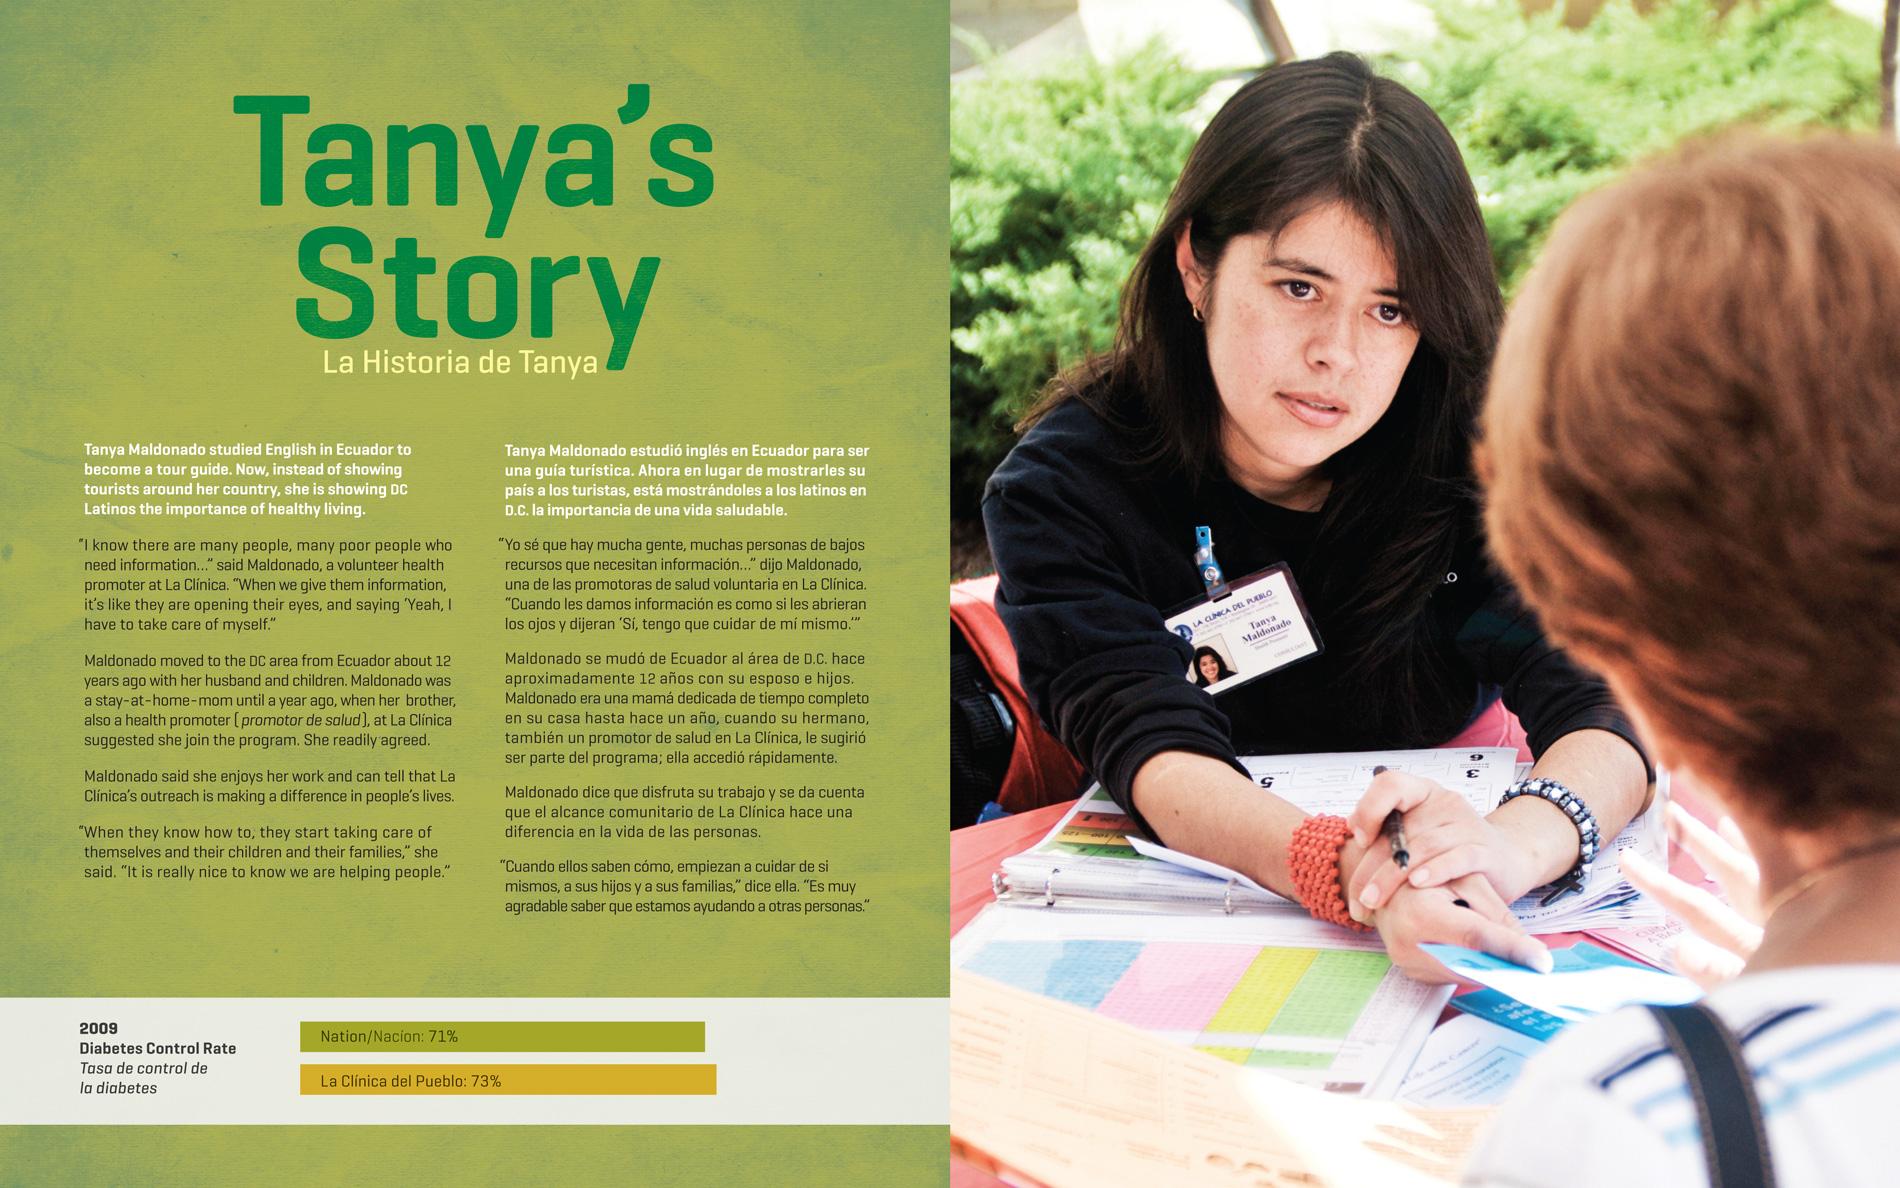 Tanya's
Story
La Historia de Tanya
Tanya Maldonado studied English in Ecuador to
become a tour guide. Now, instead of showing
tourists around her country, she is showing DC
Latinos the importance of healthy living.
"I know there are many people, many poor people who
need information..." said Maldonado, a volunteer health
promoter at La Clínica. "When we give them information,
it's like they are opening their eyes, and saying 'Yeah, I
have to take care of myself."
Maldonado moved to the DC area from Ecuador about 12
years ago with her husband and children. Maldonado was
a stay-at-home-mom until a year ago, when her brother,
also a health promoter (promotor de salud), at La Clínica
suggested she join the program. She readily agreed.
Maldonado said she enjoys her work and can tell that La
Clínica's outreach is making a difference in people's lives.
"When they know how to, they start taking care of
themselves and their children and their families," she
said. "It is really nice to know we are helping people."
Tanya Maldonado estudió inglés en Ecuador para ser
una guía turística. Ahora en lugar de mostrarles su
país a los turistas, está mostrándoles a los latinos en
D.C. la importancia de una vida saludable.
"Yo sé que hay mucha gente, muchas personas de bajos
recursos que necesitan información..." dijo Maldonado,
una de las promotoras de salud voluntaria en La Clínica.
"Cuando les damos información es como si les abrieran
los ojos y dijeran 'Sí, tengo que cuidar de mí mismo.'"
Maldonado se mudó de Ecuador al área de D.C. hace
aproximadamente 12 años con su esposo e hijos.
Maldonado era una mamá dedicada de tiempo completo
en su casa hasta hace un año, cuando su hermano,
también un promotor de salud en La Clínica, le sugirió
ser parte del programa; ella accedió rápidamente.
Maldonado dice que disfruta su trabajo y se da cuenta
que el alcance comunitario de La Clínica hace una
diferencia en la vida de las personas.
"Cuando ellos saben cómo, empiezan a cuidar de si
mismos, a sus hijos y a sus familias," dice ella. "Es muy
agradable saber que estamos ayudando a otras personas."
2009
Diabetes Control Rate
Tasa de control de
la diabetes
Nation/Nacíon: 71%
La Clínica del Pueblo: 73%
LA CLÍNICA DEL PUEBLO
Tanya
Maldonado
Health Promoter
6
3
5